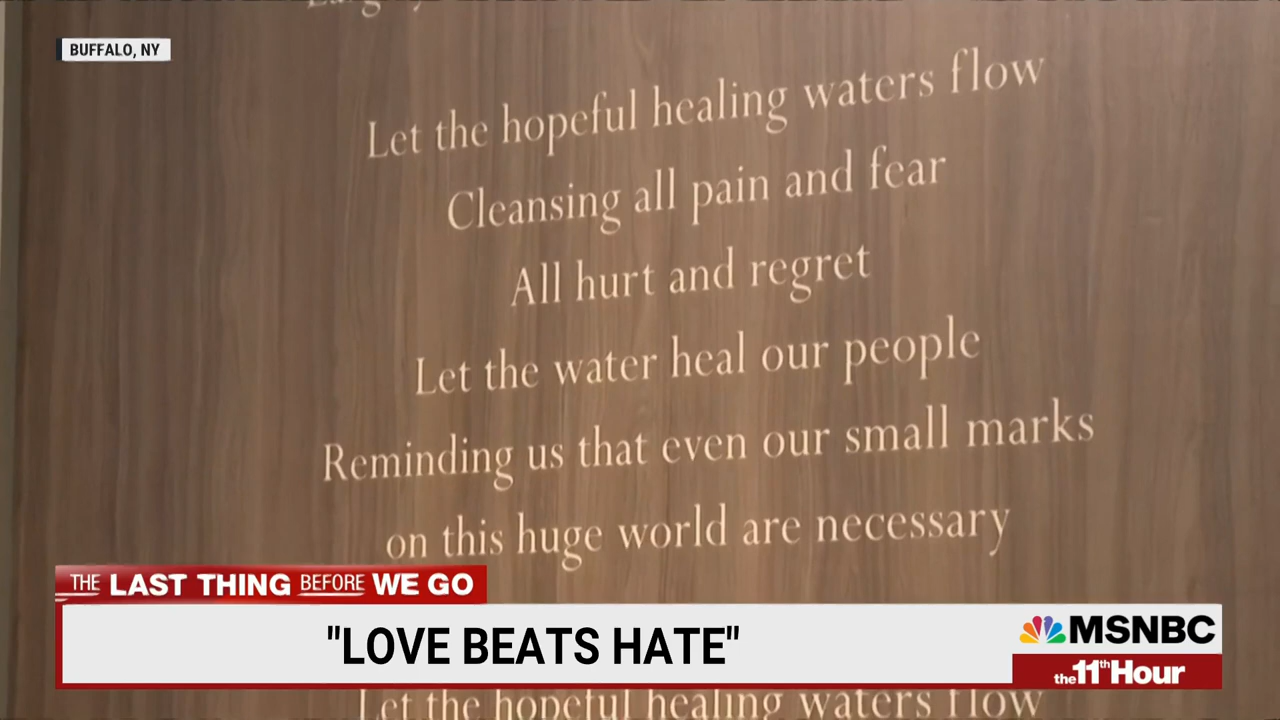 BUFFALO, NY
Let the hopeful healing waters flow
Cleansing all pain and fear
All hurt and regret
Let the water heal our people
Reminding us that even our small marks
on this huge world are necessary
THE LAST THING BEFORE WE GO
"LOVE BEATS HATE"
MSNBC
the 11th Hour
Let the hopeful healing waters flow